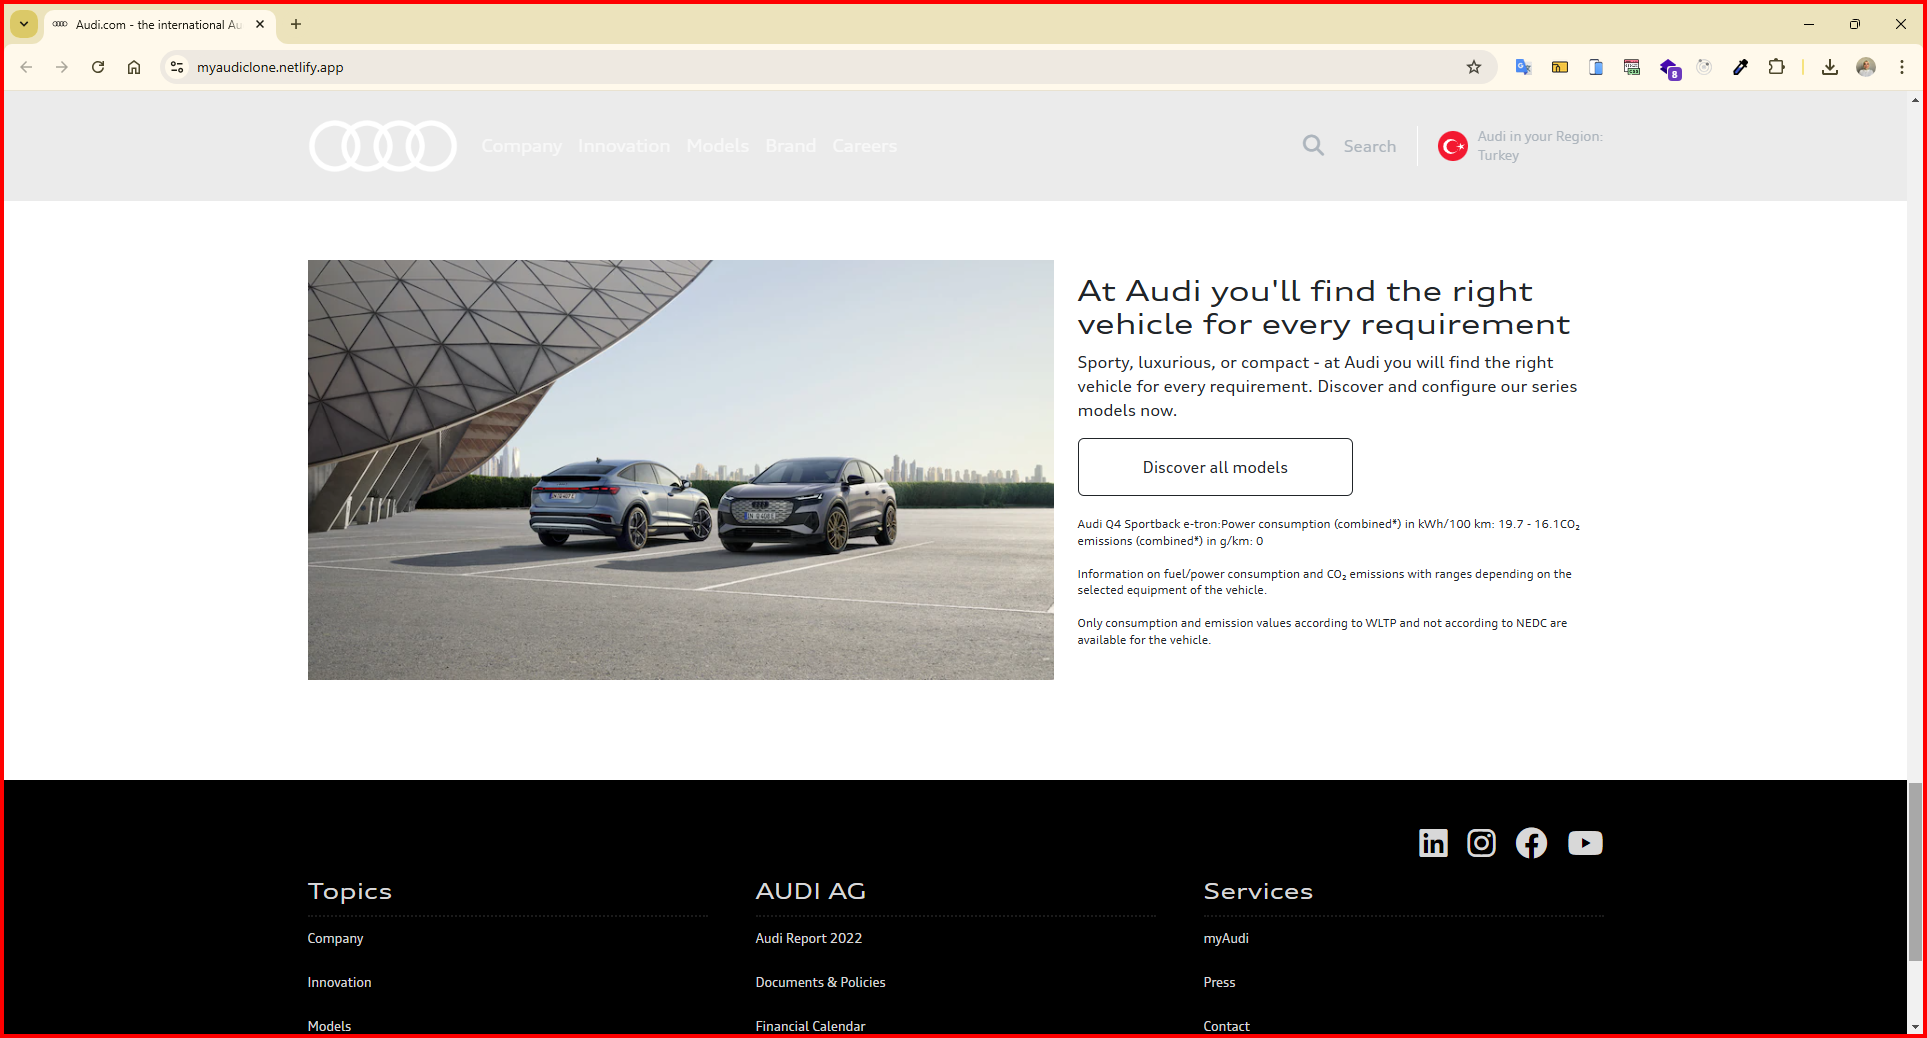 Audi.com - the international Au
myaudiclone.netlify.app
8
Company Innovation Models Brand Careers
Search
Audi in your Region:
Turkey
At Audi you'll find the right
vehicle for every requirement
Sporty, luxurious, or compact - at Audi you will find the right
vehicle for every requirement. Discover and configure our series
models now.
Discover all models
Audi Q4 Sportback e-tron:Power consumption (combined*) in kWh/100 km: 19.7 - 16.1CO₂
emissions (combined*) in g/km: 0
Information on fuel/power consumption and CO₂ emissions with ranges depending on the
selected equipment of the vehicle.
Only consumption and emission values according to WLTP and not according to NEDC are
available for the vehicle.
Topics
AUDI AG
Services
Company
Audi Report 2022
myAudi
Innovation
Documents & Policies
Press
Models
Financial Calendar
Contact